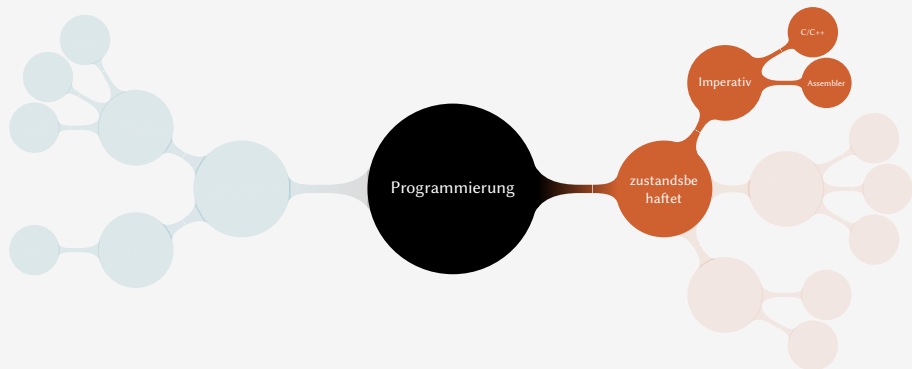 C/C++
Imperativ
Assembler
Programmierung
zustandsbe
haftet